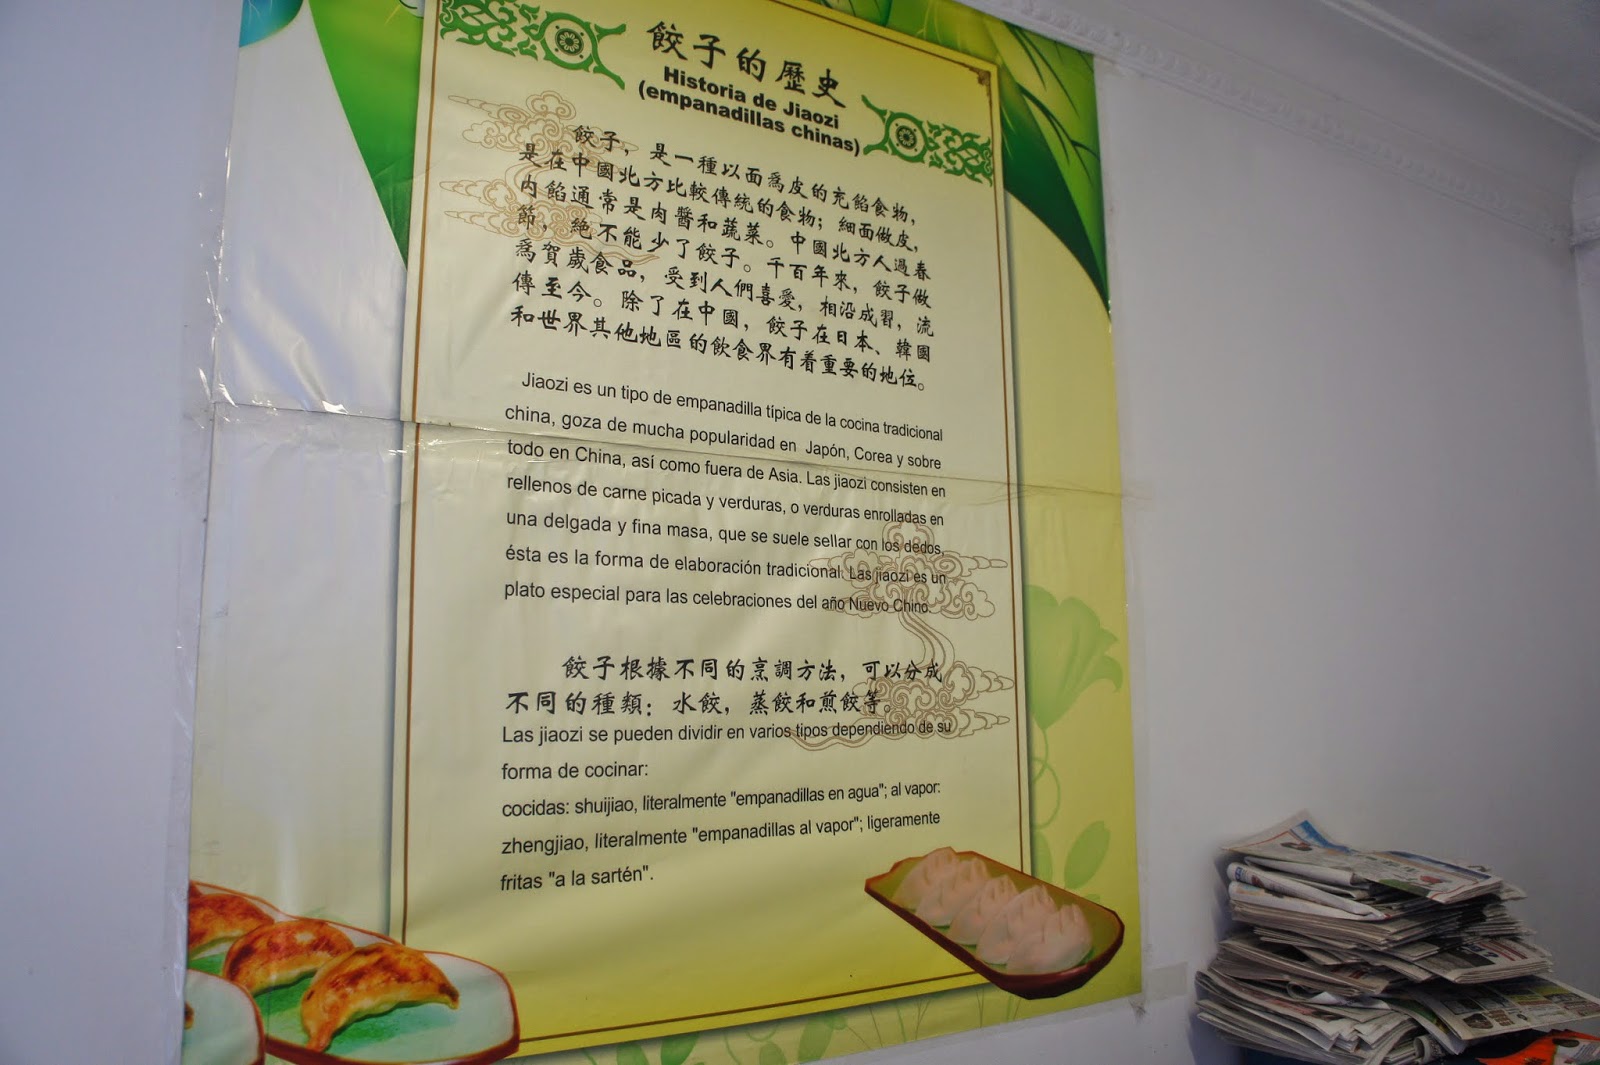 餃子的歷史
Historia de Jiaozi
(empanadillas chinas)
餃子，是一種以面爲皮的充餡食物，
是在中國北方比較傳統的食物；細面做皮，
内餡通常是肉醬和蔬菜。中國北方人過春
節，絶不能少了餃子。千百年來，餃子做
爲賀歲食品，受到人們喜愛，相沿成習，流
傳至今。除了在中國，餃子在日本、韓國
和世界其他地區的飲食界有着重要的地位。
Jiaozi es un tipo de empanadilla típica de la cocina tradicional
china, goza de mucha popularidad en Japón, Corea y sobre
todo en China, así como fuera de Asia. Las jiaozi consisten en
rellenos de carne picada y verduras, o verduras enrolladas en
una delgada y fina masa, que se suele sellar con los dedos,
ésta es la forma de elaboración tradicional. Las jiaozi es un
plato especial para las celebraciones del año Nuevo Chino.
餃子根據不同的烹調方法，可以分成
不同的種類：水餃，蒸餃和煎餃等。
Las jiaozi se pueden dividir en varios tipos dependiendo de su
forma de cocinar:
cocidas: shuijiao, literalmente "empanadillas en agua"; al vapor:
zhengjiao, literalmente "empanadillas al vapor"; ligeramente
fritas "a la sartén".